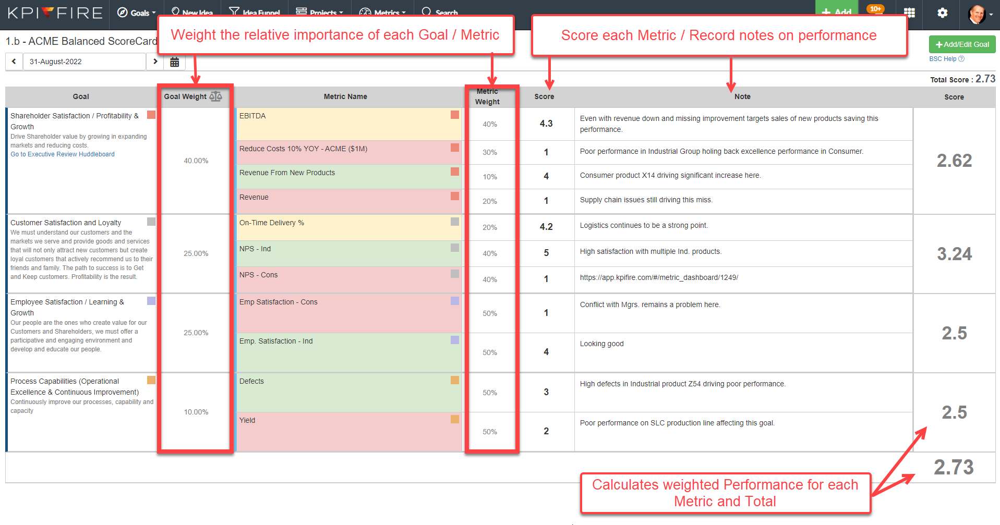 KPI FIRE
Goals
New Idea
Idea Funnel
Projects
Metrics
Search
+ Add
10+
Weight the relative importance of each Goal / Metric
Score each Metric / Record notes on performance
1.b - ACME Balanced ScoreCard
+Add/Edit Goal
31-August-2022
BSC Help
Total Score : 2.73
Goal
Goal Weight
Metric Name
Metric
Weight
Score
Note
Score
Shareholder Satisfaction / Profitability &
Growth
Drive Shareholder value by growing in expanding
markets and reducing costs.
Go to Executive Review Huddleboard
40.00%
EBITDA
40%
4.3
Even with revenue down and missing improvement targets sales of new products saving this
performance.
Reduce Costs 10% YOY - ACME ($1M)
30%
1
Poor performance in Industrial Group holing back excellence performance in Consumer.
Revenue From New Products
10%
4
Consumer product X14 driving significant increase here.
Revenue
20%
1
Supply chain issues still driving this miss.
2.62
Customer Satisfaction and Loyalty
We must understand our customers and the
markets we serve and provide goods and services
that will not only attract new customers but create
loyal customers that actively recommend us to their
friends and family. The path to success is to Get
and Keep customers. Profitability is the result.
25.00%
On-Time Delivery %
20%
4.2
Logistics continues to be a strong point.
NPS - Ind
40%
5
High satisfaction with multiple Ind. products.
NPS - Cons
40%
1
https://app.kpifire.com/#/metric_dashboard/1249/
3.24
Employee Satisfaction / Learning &
Growth
Our people are the ones who create value for our
Customers and Shareholders, we must offer a
participative and engaging environment and
develop and educate our people.
25.00%
Emp Satisfaction - Cons
50%
1
Conflict with Mgrs. remains a problem here.
Emp. Satisfaction - Ind
50%
4
Looking good
2.5
Process Capabilities (Operational
Excellence & Continuous Improvement)
Continuously improve our processes, capability and
capacity
10.00%
Defects
50%
3
High defects in Industrial product Z54 driving poor performance.
Yield
50%
2
Poor performance on SLC production line affecting this goal.
2.5
2.73
Calculates weighted Performance for each
Metric and Total